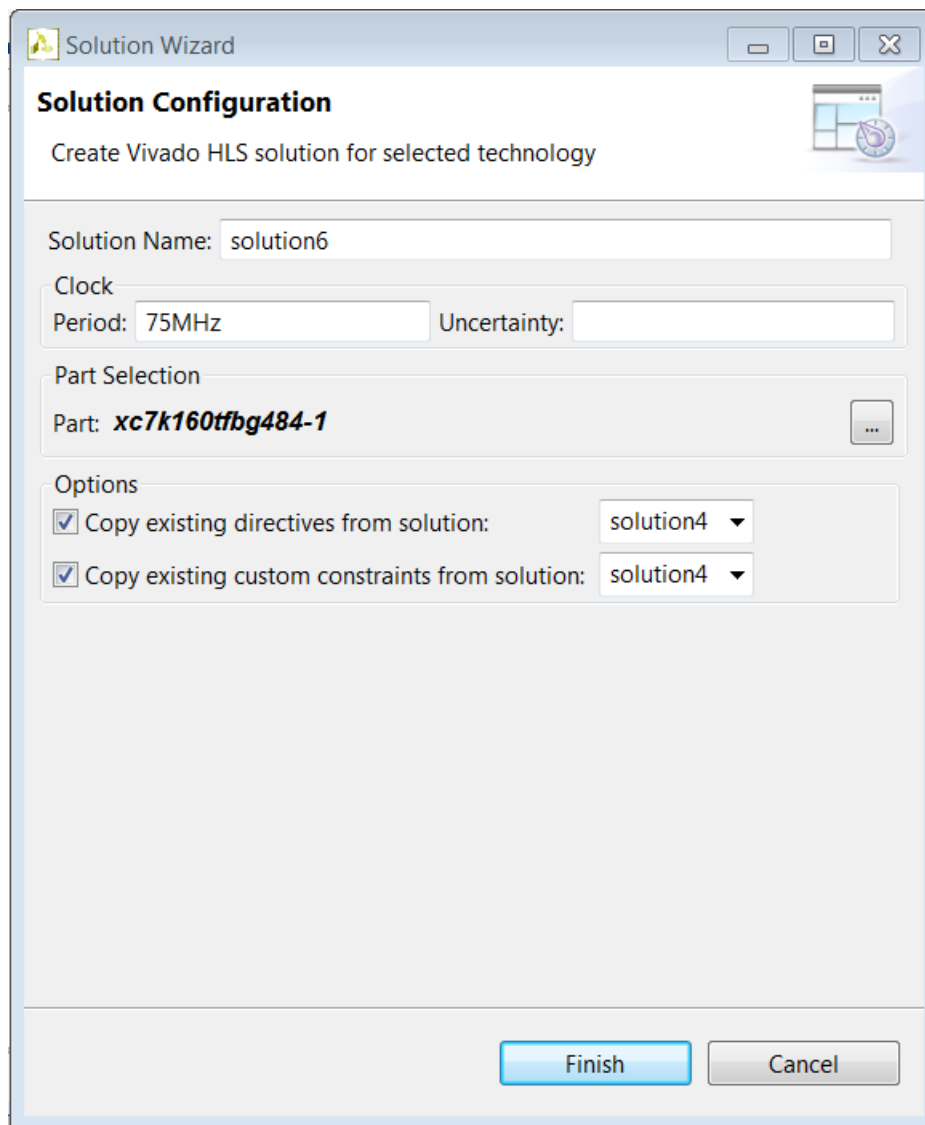 Solution Wizard
Solution Configuration
Create Vivado HLS solution for selected technology
Solution Name: solution6
Clock
Period: 75MHz Uncertainty:
Part Selection
Part: xc7k160tfbg484-1 ...
Options
Copy existing directives from solution: solution4
Copy existing custom constraints from solution: solution4
Finish Cancel